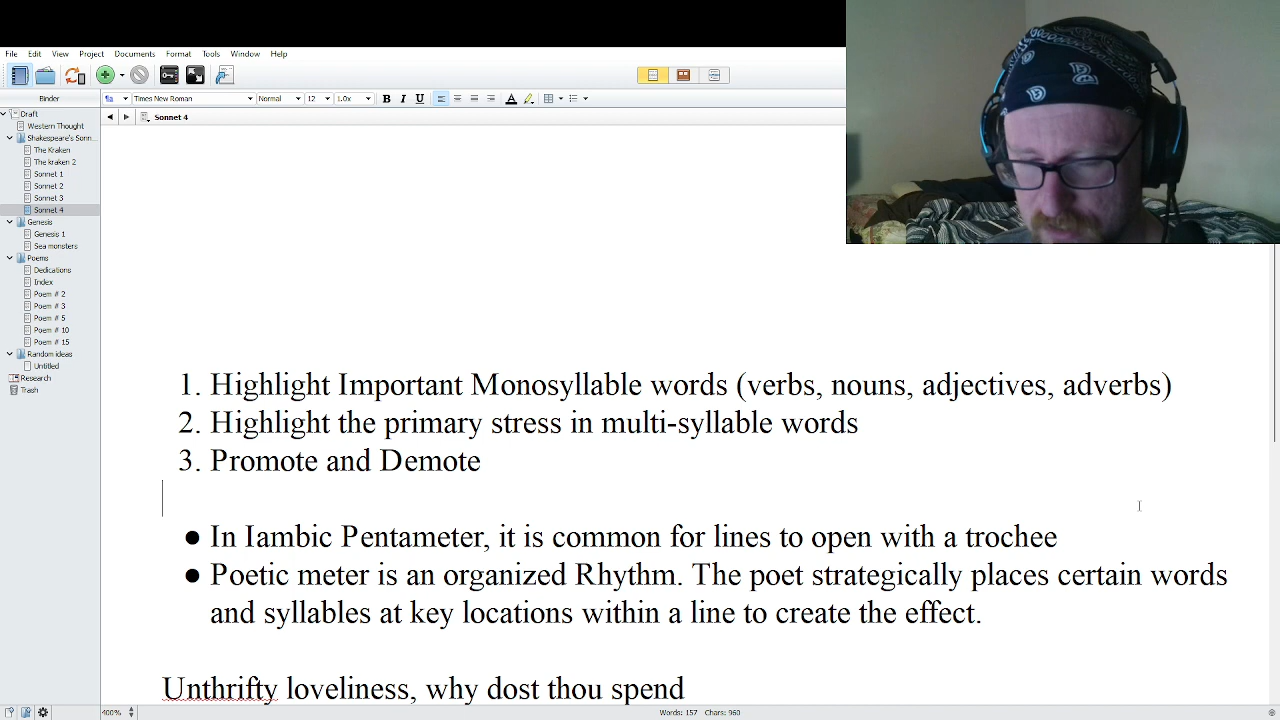 File Edit View Project Documents Format Tools Window Help
Binder
Times New Roman Normal 12 1.0x B I U A
Draft
Sonnet 4
Western Thought
Shakespeare's Sonn...
The Kraken
The kraken 2
Sonnet 1
Sonnet 2
Sonnet 3
Sonnet 4
Genesis
Genesis 1
Sea monsters
Poems
Dedications
Index
Poem # 2
Poem # 3
Poem # 5
Poem # 10
Poem # 15
Random ideas
Untitled
Research
Trash
1. Highlight Important Monosyllable words (verbs, nouns, adjectives, adverbs)
2. Highlight the primary stress in multi-syllable words
3. Promote and Demote
● In Iambic Pentameter, it is common for lines to open with a trochee
● Poetic meter is an organized Rhythm. The poet strategically places certain words
and syllables at key locations within a line to create the effect.
Unthrifty loveliness, why dost thou spend
400% Words: 157 Chars: 960